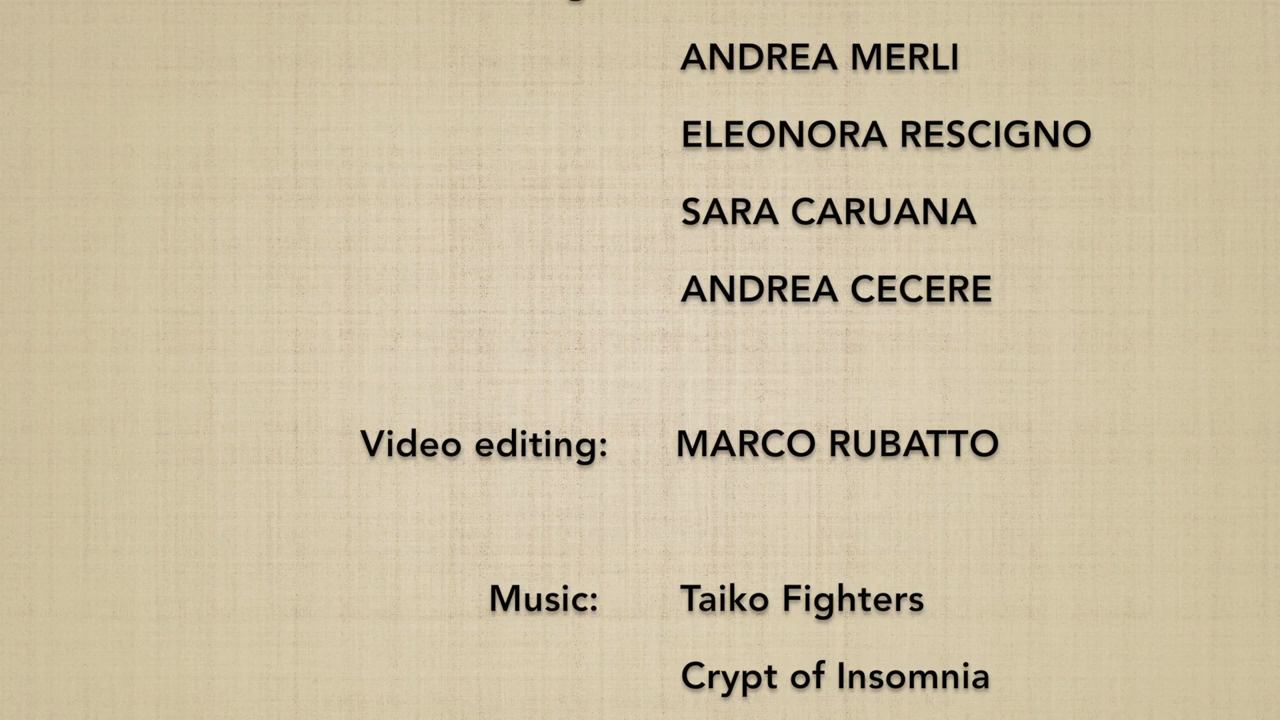 ANDREA MERLI
ELEONORA RESCIGNO
SARA CARUANA
ANDREA CECERE
Video editing: MARCO RUBATTO
Music: Taiko Fighters
Crypt of Insomnia